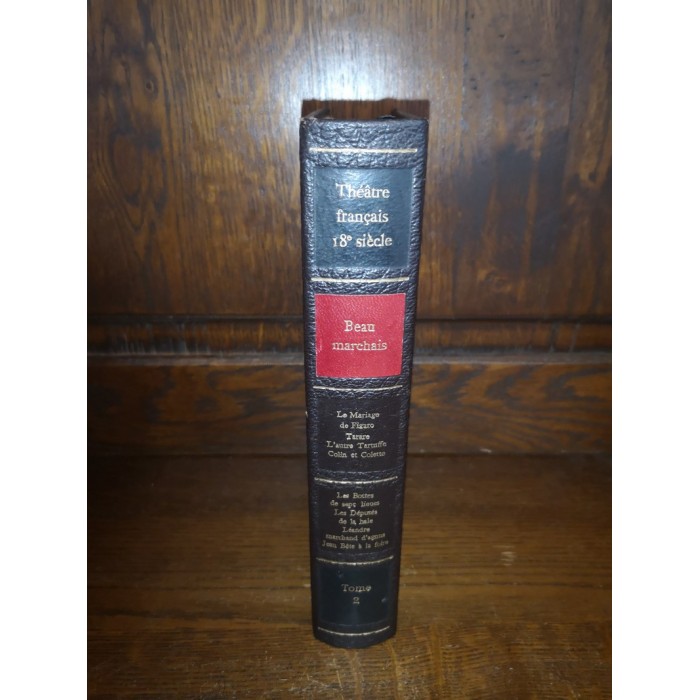 Théâtre
français
18e siècle
Beau
marchais
Le Mariage
de Figaro
Tarare
L'autre Tartuffe
Colin et Colette
Les Bottes
de sept lieues
Les Députés
de la hale
Léandre
marchand d'agnus
Jean Bête à la foire
Tome
2